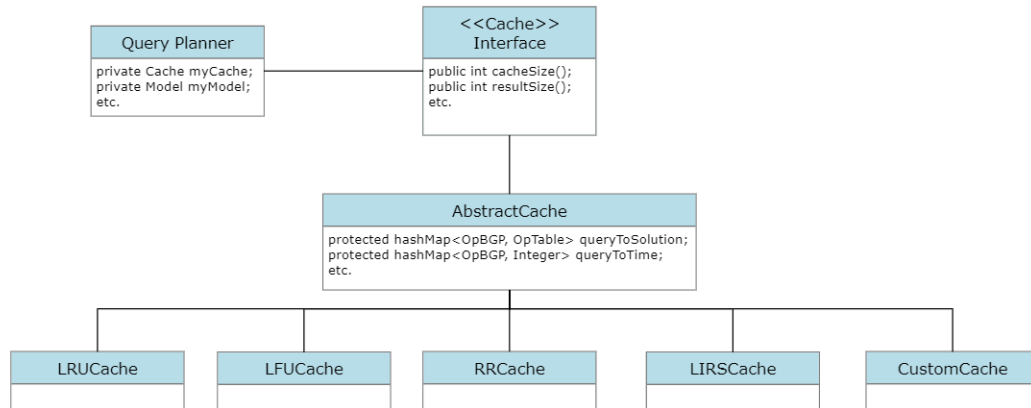 <<Cache>>
Interface
Query Planner
public int cacheSize();
public int resultSize();
etc.
private Cache myCache;
private Model myModel;
etc.
AbstractCache
protected hashMap<OpBGP, OpTable> queryToSolution;
protected hashMap<OpBGP, Integer> queryToTime;
etc.
LRUCache
LFUCache
RRCache
LIRSCache
CustomCache